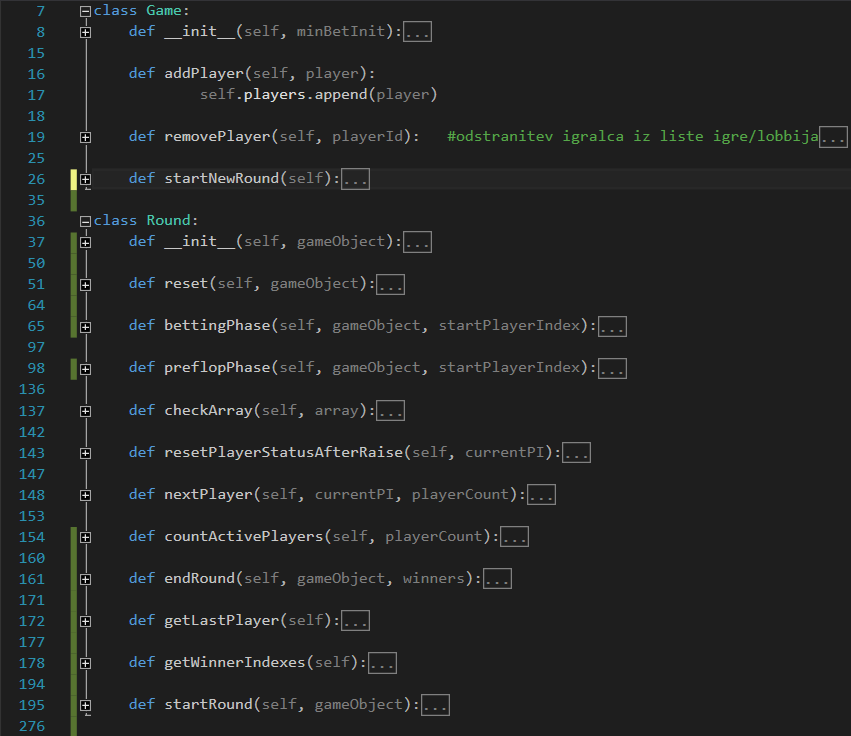 7 class Game:
8 def __init__(self, minBetInit):...
15
16 def addPlayer(self, player):
17 self.players.append(player)
18
19 def removePlayer(self, playerId): #odstranitev igralca iz liste igre/lobbija...
25
26 def startNewRound(self):...
35
36 class Round:
37 def __init__(self, gameObject):...
50
51 def reset(self, gameObject):...
64
65 def bettingPhase(self, gameObject, startPlayerIndex):...
97
98 def preflopPhase(self, gameObject, startPlayerIndex):...
136
137 def checkArray(self, array):...
142
143 def resetPlayerStatusAfterRaise(self, currentPI):...
147
148 def nextPlayer(self, currentPI, playerCount):...
153
154 def countActivePlayers(self, playerCount):...
160
161 def endRound(self, gameObject, winners):...
171
172 def getLastPlayer(self):...
177
178 def getWinnerIndexes(self):...
194
195 def startRound(self, gameObject):...
276